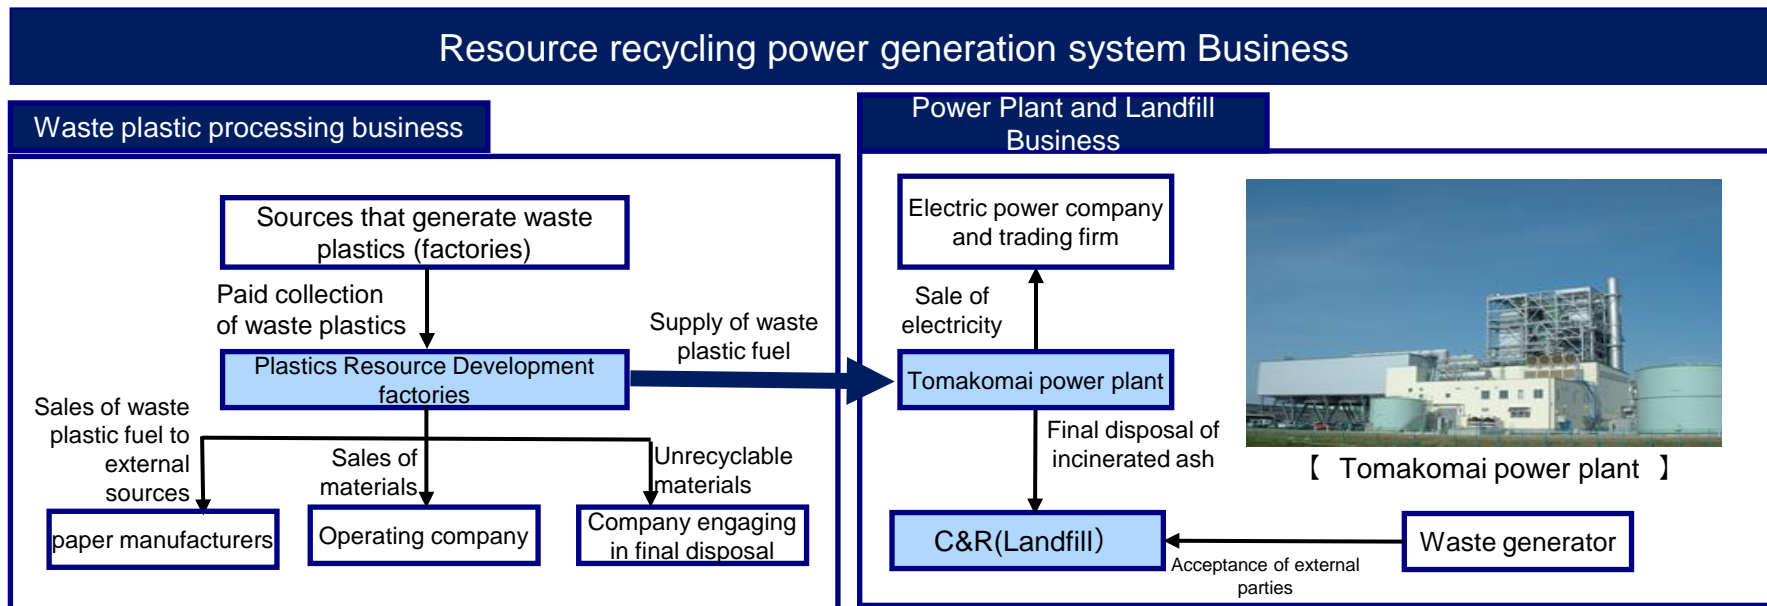 Resource recycling power generation system Business
Waste plastic processing business
Sources that generate waste
plastics (factories)
Paid collection
of waste plastics
Supply of waste
plastic fuel
Plastics Resource Development
factories
Sales of waste
plastic fuel to
external
sources
Sales of
materials
Unrecyclable
materials
paper manufacturers
Operating company
Company engaging
in final disposal
Power Plant and Landfill
Business
Electric power company
and trading firm
Sale of
electricity
Tomakomai power plant
Final disposal of
incinerated ash
【 Tomakomai power plant 】
C&R(Landfill）
Acceptance of external
parties
Waste generator